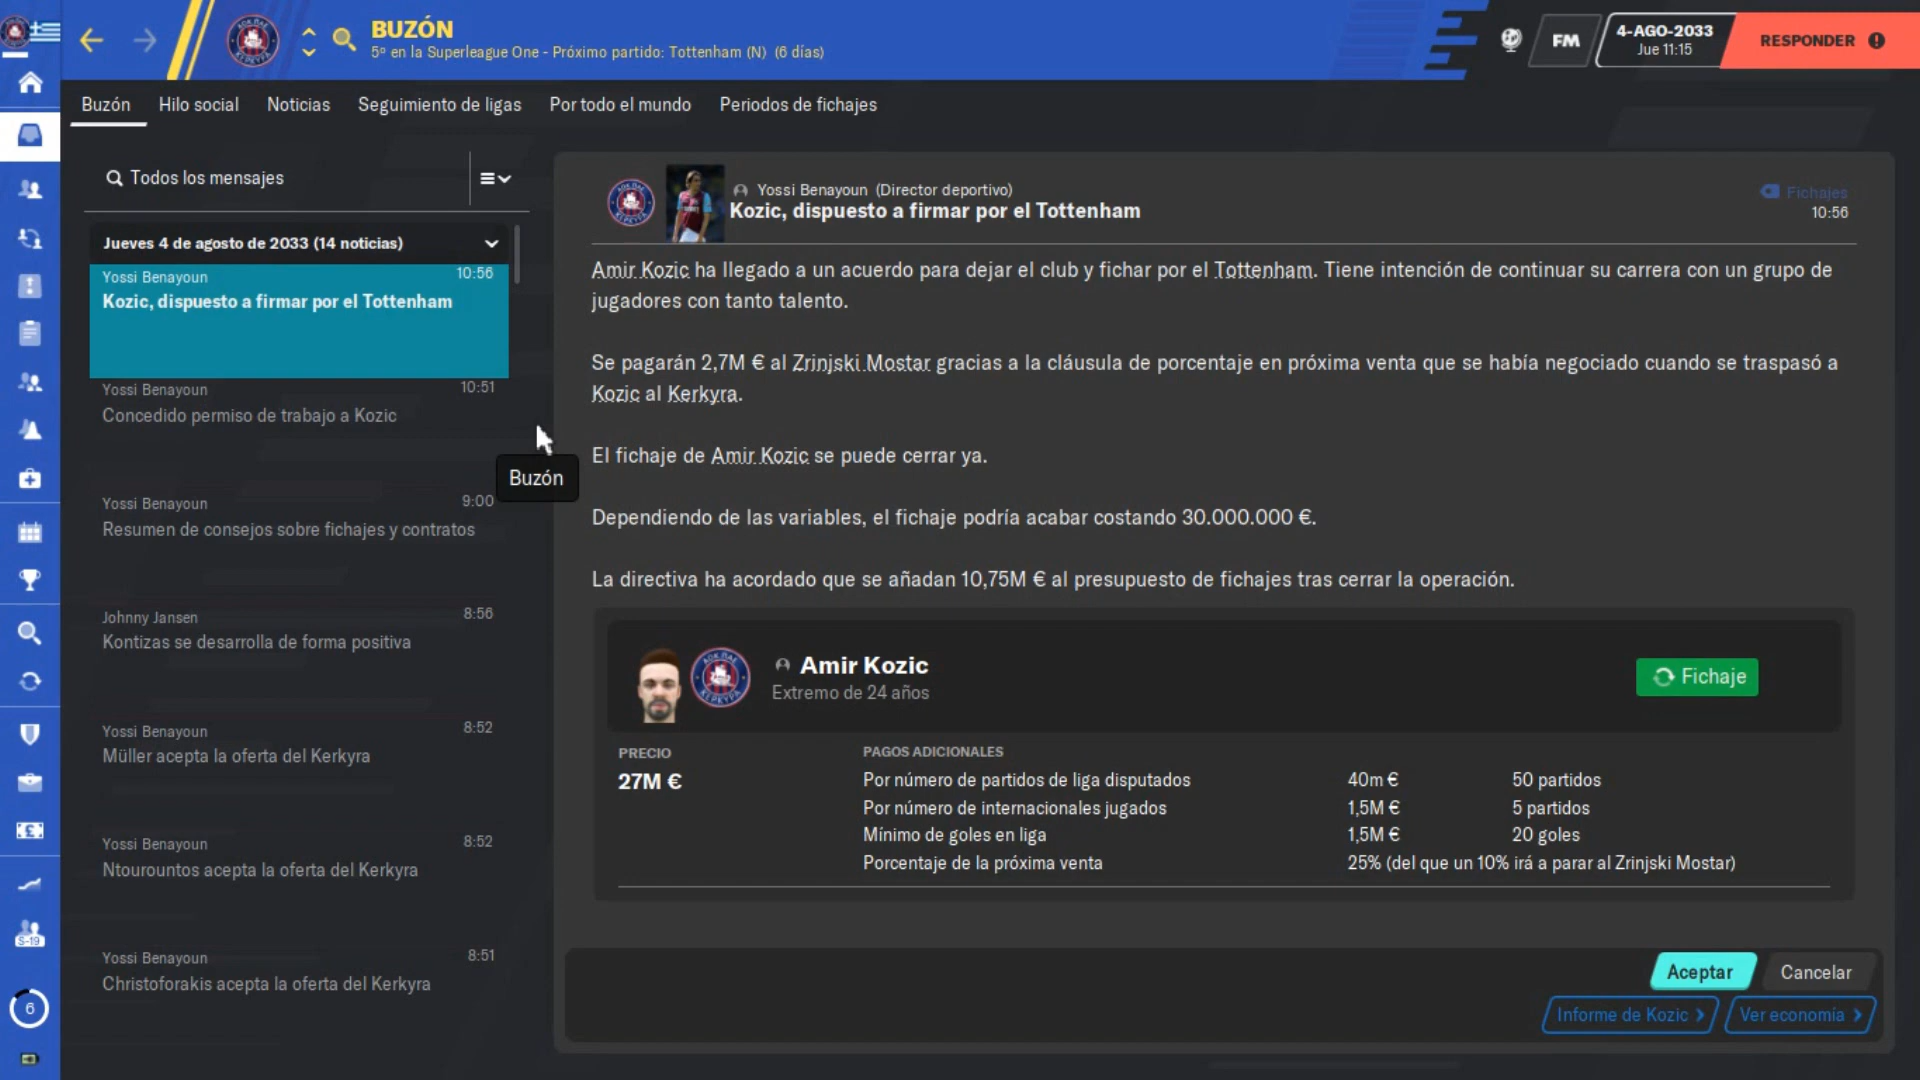 BUZÓN
5º en la Superleague One - Próximo partido: Tottenham (N) (6 días)
FM
4-AGO-2033
Jue 11:15
RESPONDER
Buzón
Hilo social
Noticias
Seguimiento de ligas
Por todo el mundo
Periodos de fichajes
Todos los mensajes
Jueves 4 de agosto de 2033 (14 noticias)
Yossi Benayoun 10:56
Kozic, dispuesto a firmar por el Tottenham
Yossi Benayoun 10:51
Concedido permiso de trabajo a Kozic
Yossi Benayoun 9:00
Resumen de consejos sobre fichajes y contratos
Johnny Jansen 8:56
Kontizas se desarrolla de forma positiva
Yossi Benayoun 8:52
Müller acepta la oferta del Kerkyra
Yossi Benayoun 8:52
Ntourountos acepta la oferta del Kerkyra
Yossi Benayoun 8:51
Christoforakis acepta la oferta del Kerkyra
S-19
6
Buzón
Yossi Benayoun (Director deportivo)
Kozic, dispuesto a firmar por el Tottenham
Fichajes
10:56
Amir Kozic ha llegado a un acuerdo para dejar el club y fichar por el Tottenham. Tiene intención de continuar su carrera con un grupo de
jugadores con tanto talento.
Se pagarán 2,7M € al Zrinjski Mostar gracias a la cláusula de porcentaje en próxima venta que se había negociado cuando se traspasó a
Kozic al Kerkyra.
El fichaje de Amir Kozic se puede cerrar ya.
Dependiendo de las variables, el fichaje podría acabar costando 30.000.000 €.
La directiva ha acordado que se añadan 10,75M € al presupuesto de fichajes tras cerrar la operación.
Amir Kozic
Extremo de 24 años
Fichaje
PRECIO
27M €
PAGOS ADICIONALES
Por número de partidos de liga disputados 40m € 50 partidos
Por número de internacionales jugados 1,5M € 5 partidos
Mínimo de goles en liga 1,5M € 20 goles
Porcentaje de la próxima venta 25% (del que un 10% irá a parar al Zrinjski Mostar)
Aceptar
Cancelar
Informe de Kozic
Ver economía